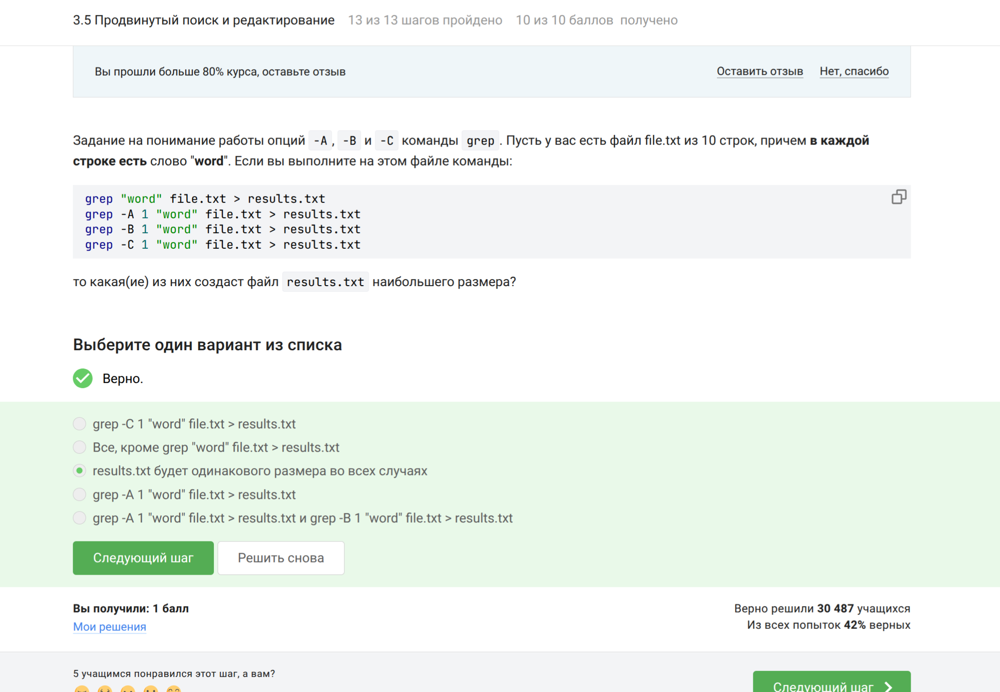 3.5 Продвинутый поиск и редактирование 13 из 13 шагов пройдено 10 из 10 баллов получено
Вы прошли больше 80% курса, оставьте отзыв Оставить отзыв Нет, спасибо
Задание на понимание работы опций -A, -B и -C команды grep. Пусть у вас есть файл file.txt из 10 строк, причем в каждой
строке есть слово "word". Если вы выполните на этом файле команды:
grep "word" file.txt > results.txt
grep -A 1 "word" file.txt > results.txt
grep -B 1 "word" file.txt > results.txt
grep -C 1 "word" file.txt > results.txt
то какая(ие) из них создаст файл results.txt наибольшего размера?
Выберите один вариант из списка
Верно.
grep -C 1 "word" file.txt > results.txt
Все, кроме grep "word" file.txt > results.txt
results.txt будет одинакового размера во всех случаях
grep -A 1 "word" file.txt > results.txt
grep -A 1 "word" file.txt > results.txt и grep -B 1 "word" file.txt > results.txt
Следующий шаг Решить снова
Вы получили: 1 балл Верно решили 30 487 учащихся
Мои решения Из всех попыток 42% верных
5 учащимся понравился этот шаг, а вам?
Следующий шаг